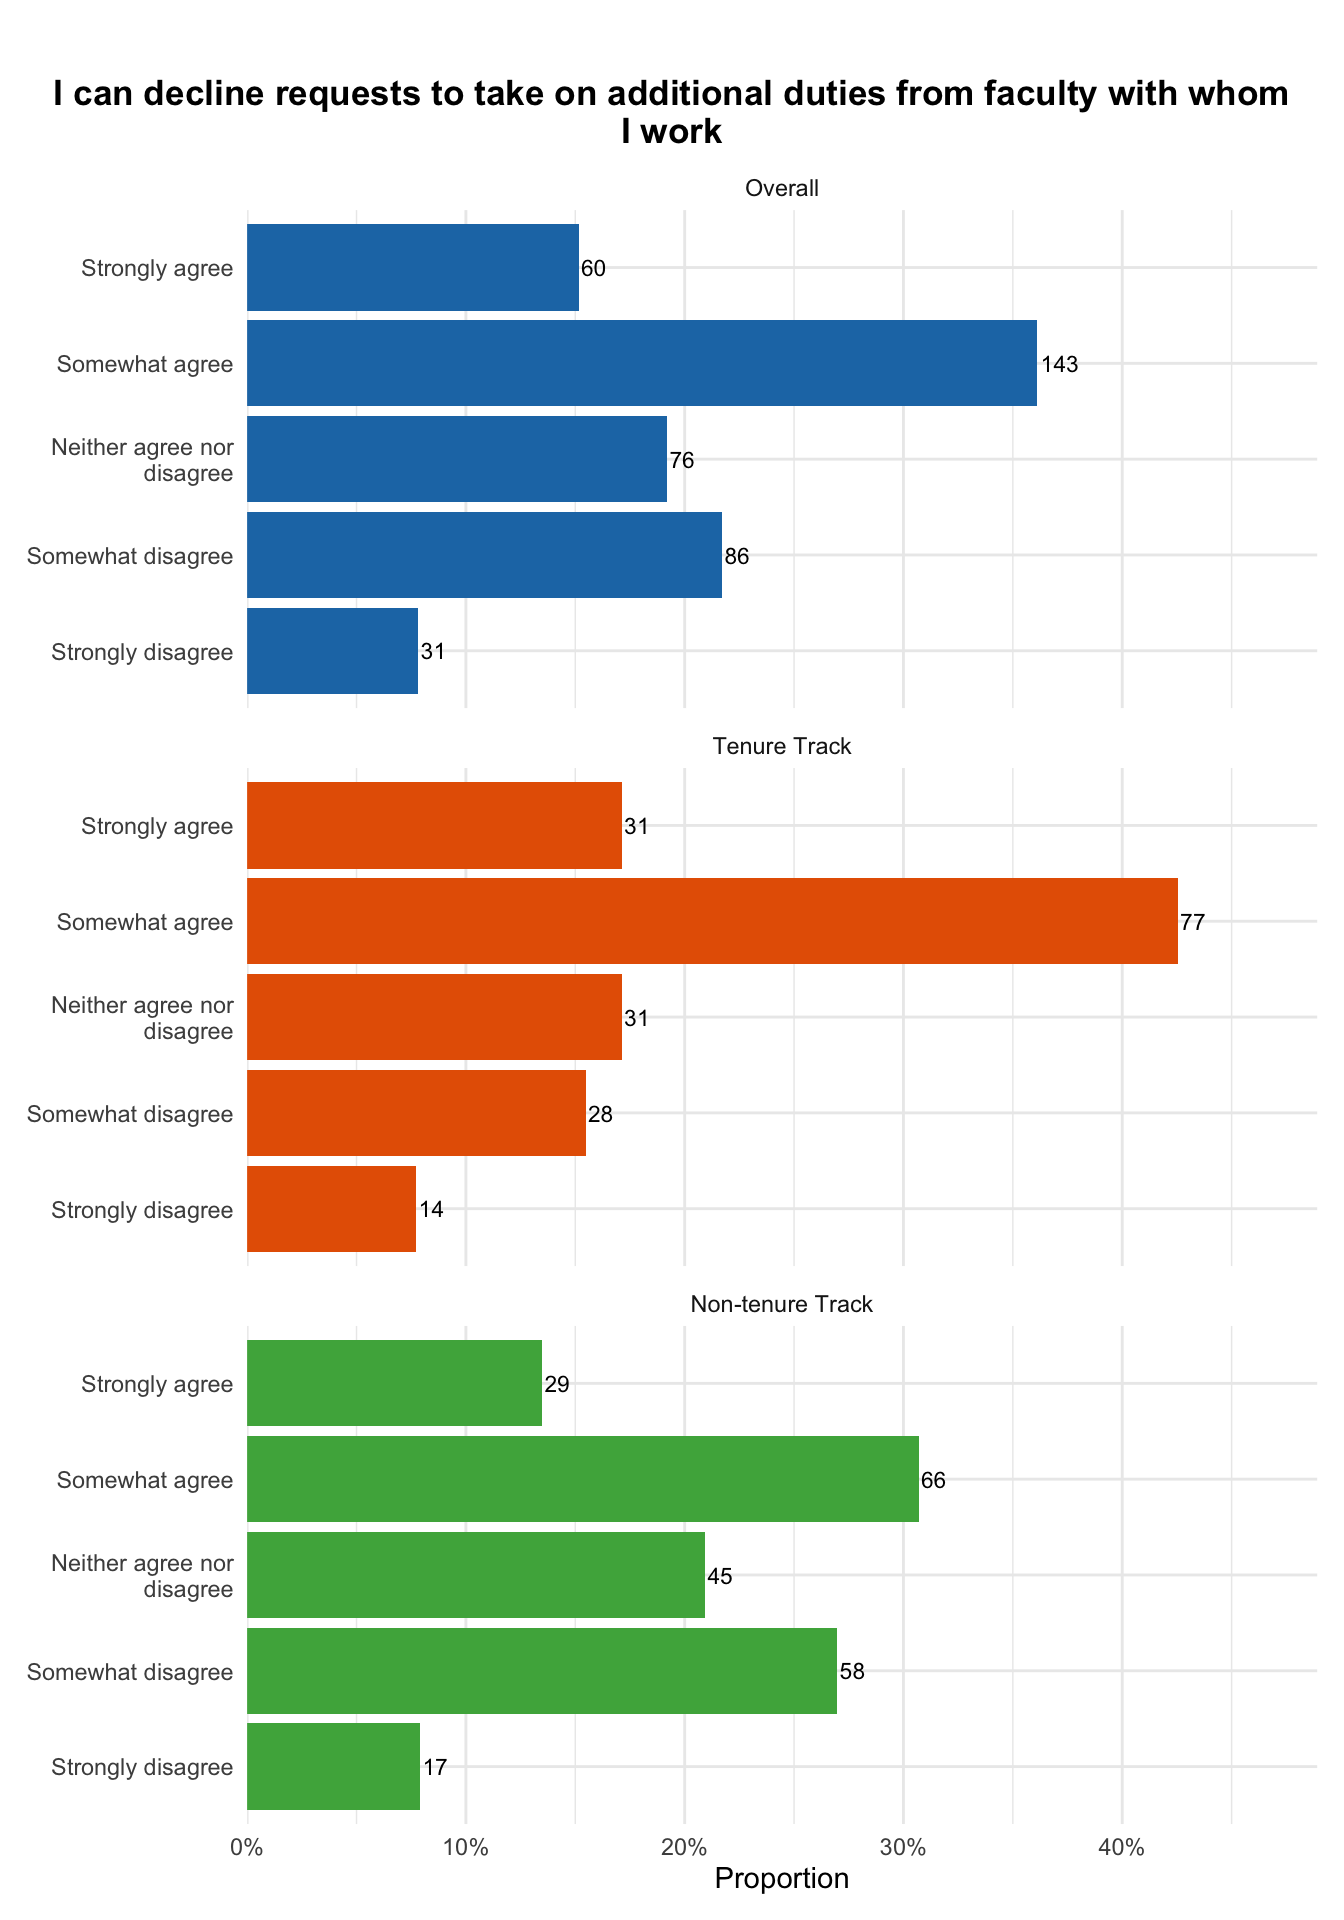 I can decline requests to take on additional duties from faculty with whom
I work
Overall
Strongly agree
60
Somewhat agree
143
Neither agree nor
disagree
76
Somewhat disagree
86
Strongly disagree
31
Tenure Track
Strongly agree
31
Somewhat agree
77
Neither agree nor
disagree
31
Somewhat disagree
28
Strongly disagree
14
Non-tenure Track
Strongly agree
29
Somewhat agree
66
Neither agree nor
disagree
45
Somewhat disagree
58
Strongly disagree
17
0% 10% 20% 30% 40%
Proportion